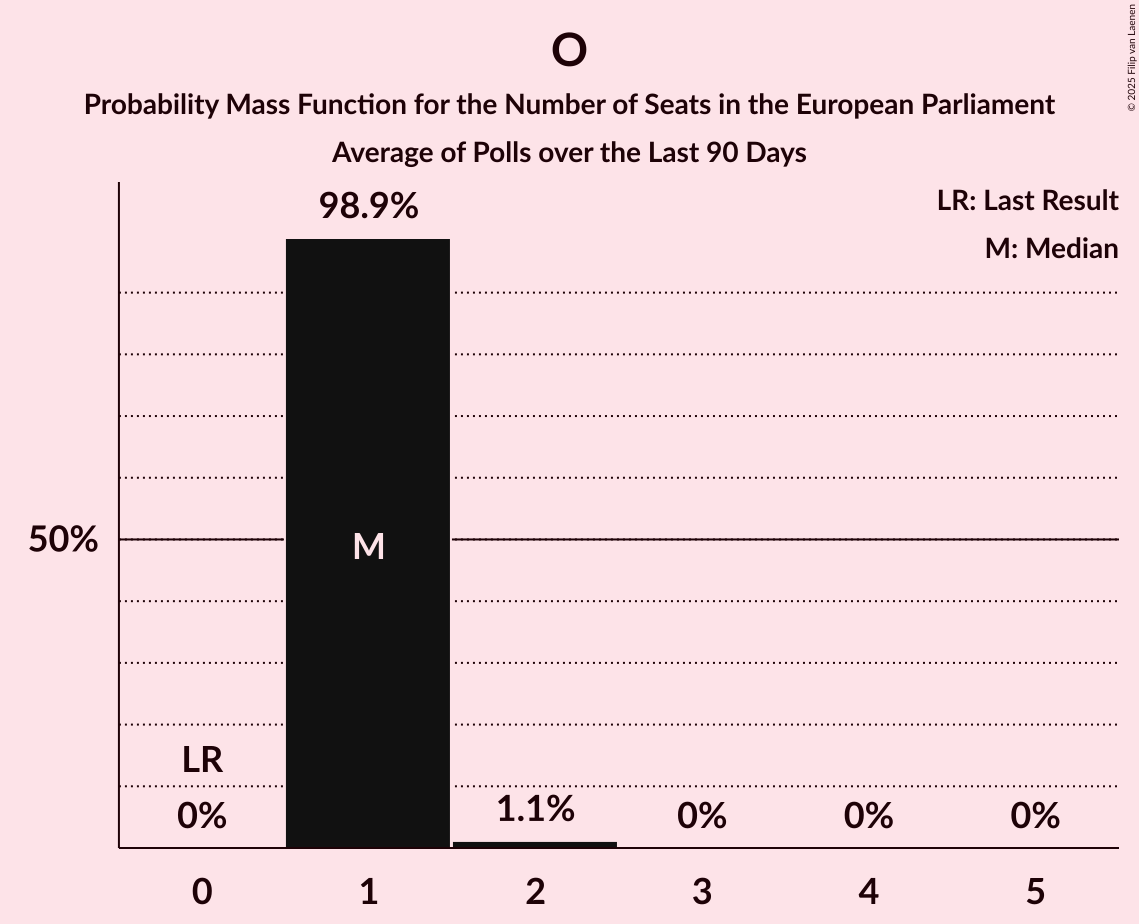 O
Probability Mass Function for the Number of Seats in the European Parliament
Average of Polls over the Last 90 Days
© 2025 Filip van Laenen
LR: Last Result
M: Median
98.9%
50%
M
LR
0%
1.1%
0%
0%
0%
0
1
2
3
4
5